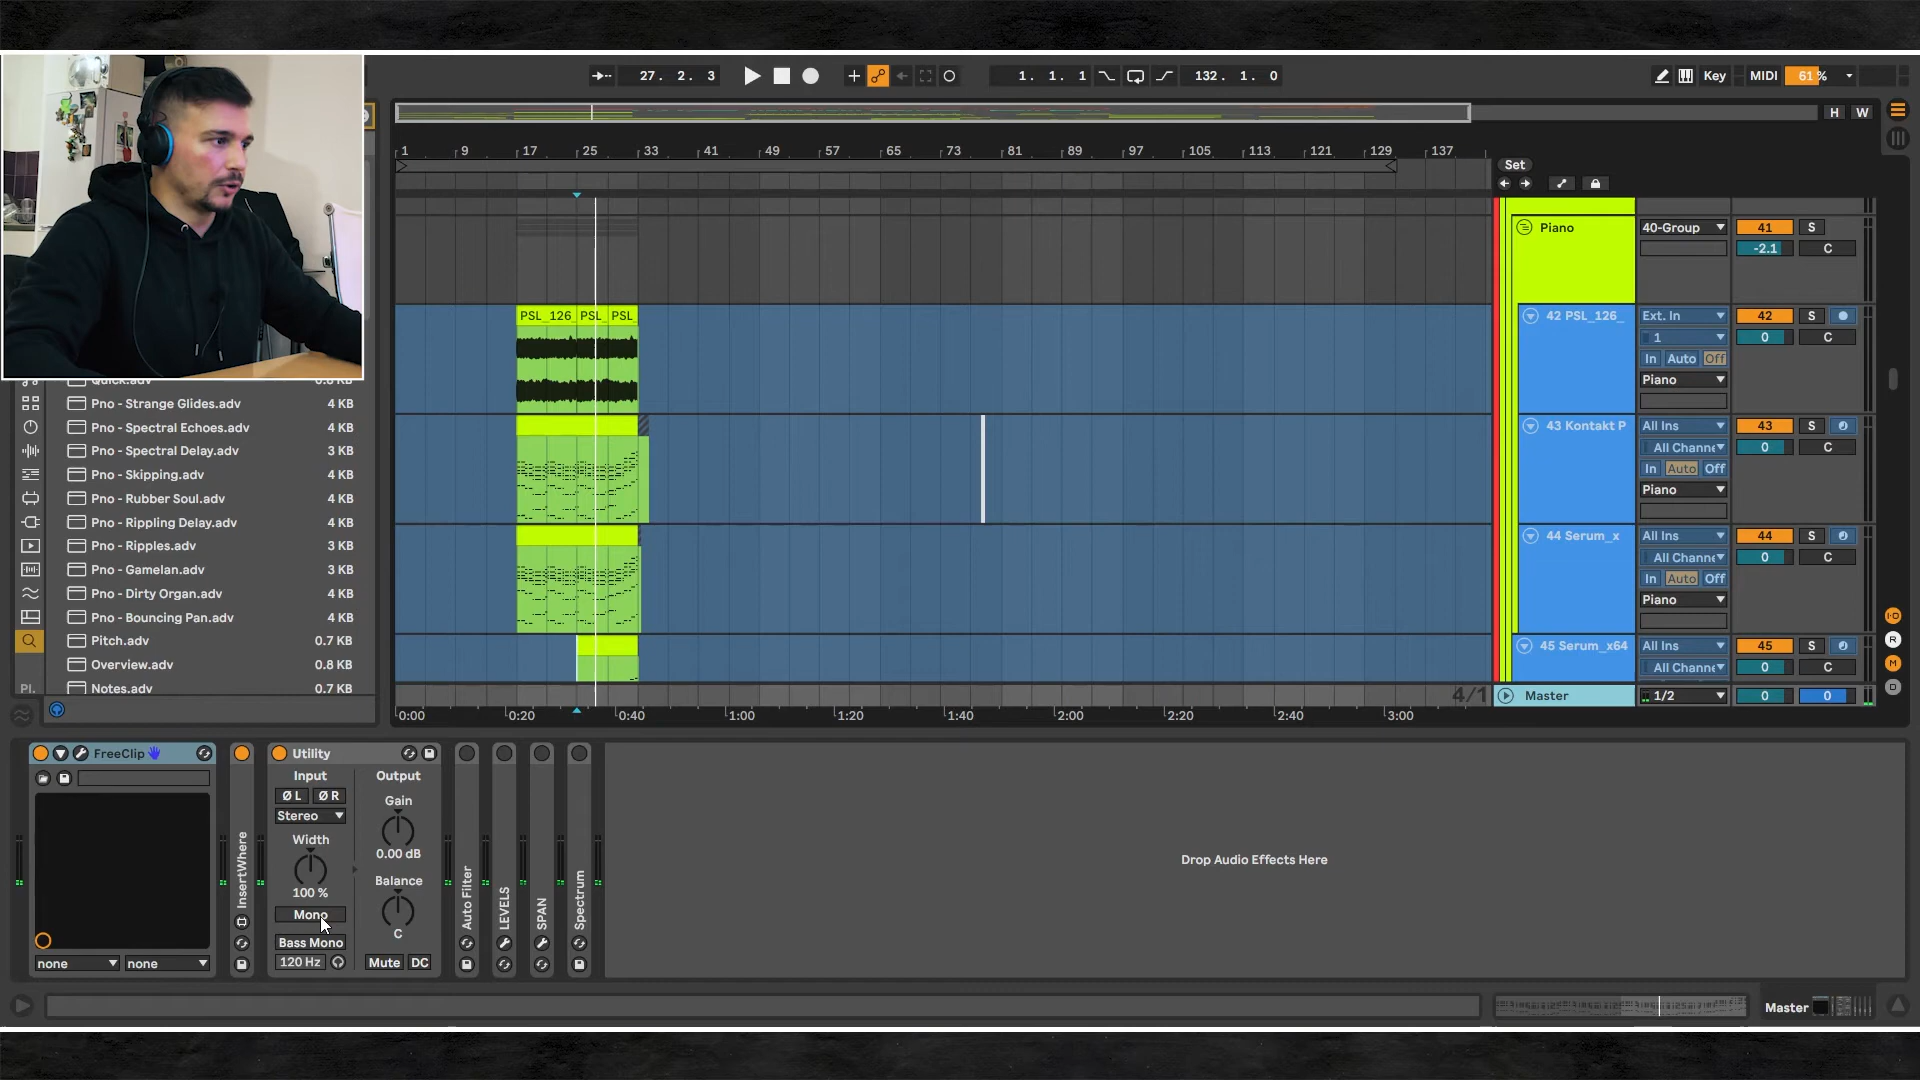 27. 2. 3
1. 1. 1
132. 1. 0
Key
MIDI
61 %
H W
1 9 17 25 33 41 49 57 65 73 81 89 97 105 113 121 129 137
Set
Piano
40-Group
41 S
-2.1 C
PSL_126_ PSL_ PSL
42 PSL_126_
Ext. In
42 S
1
0 C
In Auto Off
Piano
43 Kontakt P
All Ins
43 S
All Channe
0 C
In Auto Off
Piano
44 Serum_x
All Ins
44 S
All Channe
0 C
In Auto Off
Piano
45 Serum_x64
All Ins
45 S
All Channe
0 C
4/1
Master
1/2
0 0
0:00 0:20 0:40 1:00 1:20 1:40 2:00 2:20 2:40 3:00
Pno - Strange Glides.adv 4 KB
Pno - Spectral Echoes.adv 4 KB
Pno - Spectral Delay.adv 3 KB
Pno - Skipping.adv 4 KB
Pno - Rubber Soul.adv 4 KB
Pno - Rippling Delay.adv 4 KB
Pno - Ripples.adv 3 KB
Pno - Gamelan.adv 3 KB
Pno - Dirty Organ.adv 4 KB
Pno - Bouncing Pan.adv 4 KB
Pitch.adv 0.7 KB
Overview.adv 0.8 KB
Notes.adv 0.7 KB
I-O
R
M
D
FreeClip
none
none
InsertWhere
Utility
Input
Ø L Ø R
Stereo
Width
100 %
Mono
Bass Mono
120 Hz
Output
Gain
0.00 dB
Balance
C
Mute DC
Auto Filter
LEVELS
SPAN
Spectrum
Drop Audio Effects Here
Master